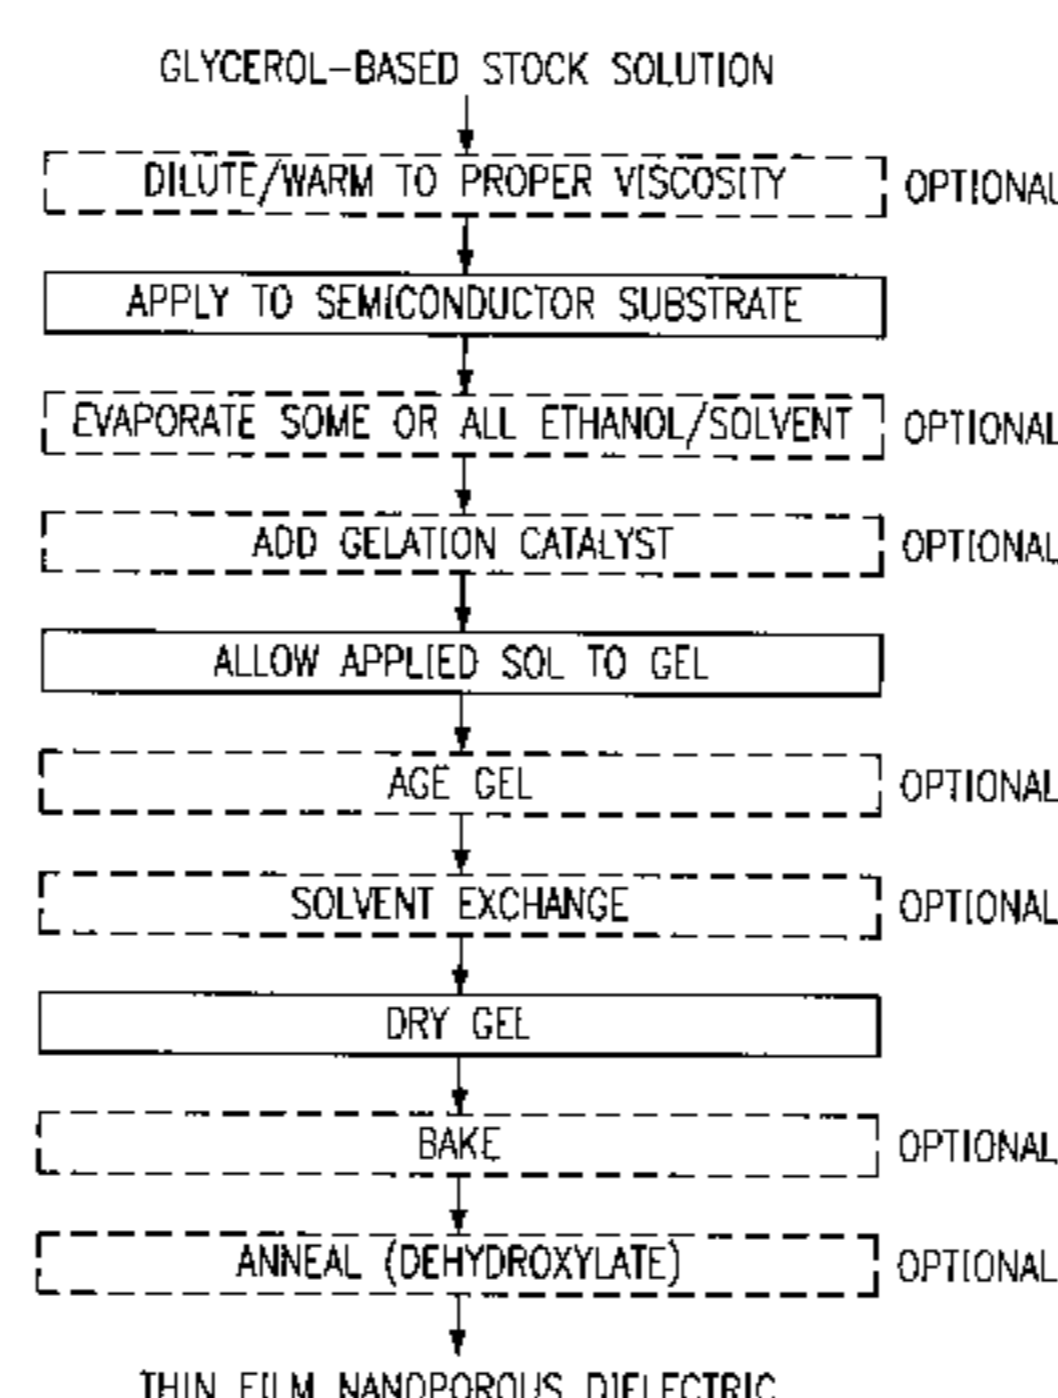 GLYCEROL-BASED STOCK SOLUTION
DILUTE/WARM TO PROPER VISCOSITY OPTIONAL
APPLY TO SEMICONDUCTOR SUBSTRATE
EVAPORATE SOME OR ALL ETHANOL/SOLVENT OPTIONAL
ADD GELATION CATALYST OPTIONAL
ALLOW APPLIED SOL TO GEL
AGE GEL OPTIONAL
SOLVENT EXCHANGE OPTIONAL
DRY GEL
BAKE OPTIONAL
ANNEAL (DEHYDROXYLATE) OPTIONAL
THIN FILM NANOPOROUS DIELECTRIC